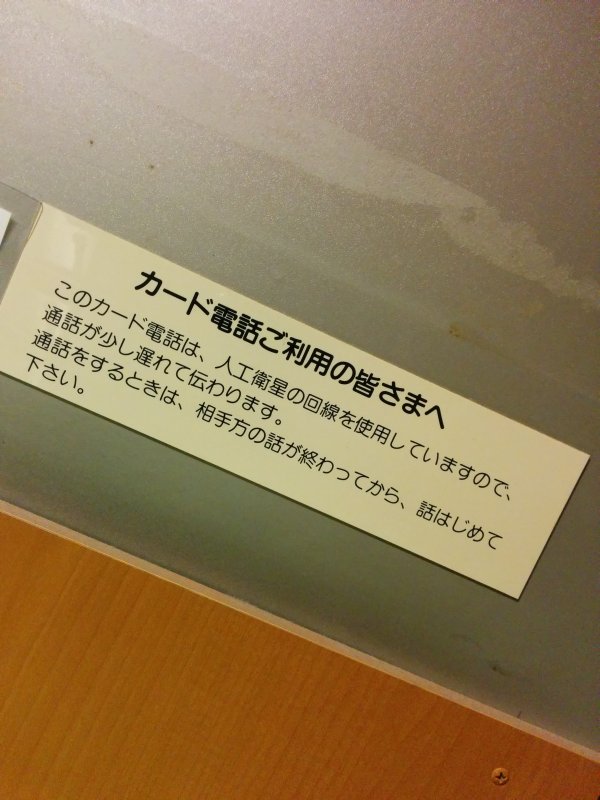 カード電話ご利用の皆さまへ
このカード電話は、人工衛星の回線を使用していますので、
通話が少し遅れて伝わります。
通話をするときは、相手方の話が終わってから、話はじめて
下さい。